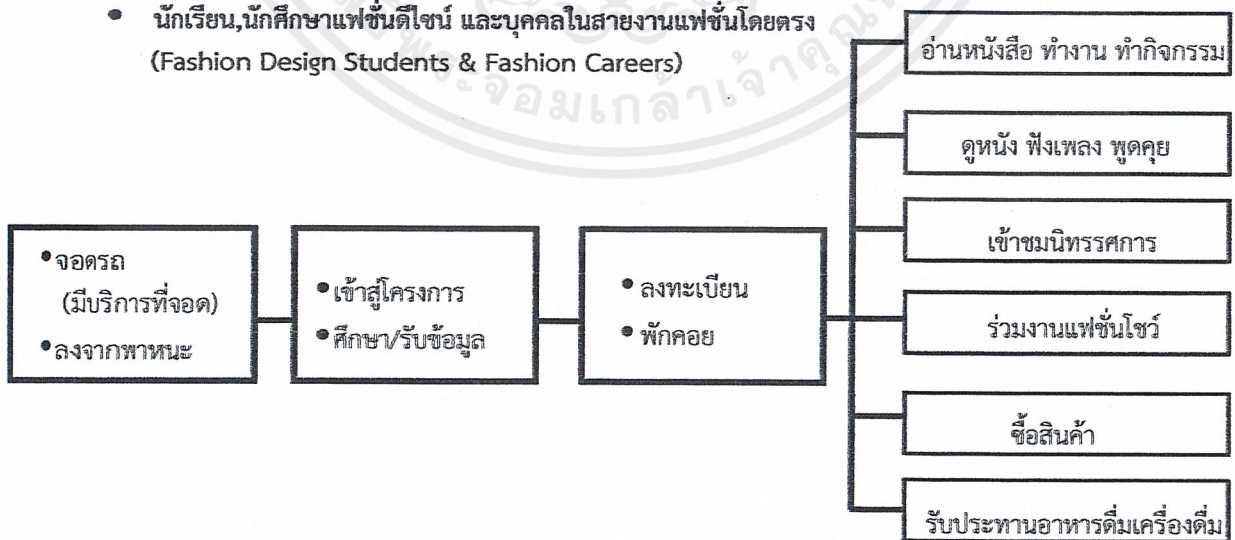 • นักเรียน,นักศึกษาแฟชั่นดีไซน์ และบุคคลในสายงานแฟชั่นโดยตรง
(Fashion Design Students & Fashion Careers)
•จอดรถ
(มีบริการที่จอด)
•ลงจากพาหนะ
•เข้าสู่โครงการ
•ศึกษา/รับข้อมูล
• ลงทะเบียน
• พักคอย
อ่านหนังสือ ทำงาน ทำกิจกรรม
ดูหนัง ฟังเพลง พูดคุย
เข้าชมนิทรรศการ
ร่วมงานแฟชั่นโชว์
ซื้อสินค้า
รับประทานอาหารดื่มเครื่องดื่ม